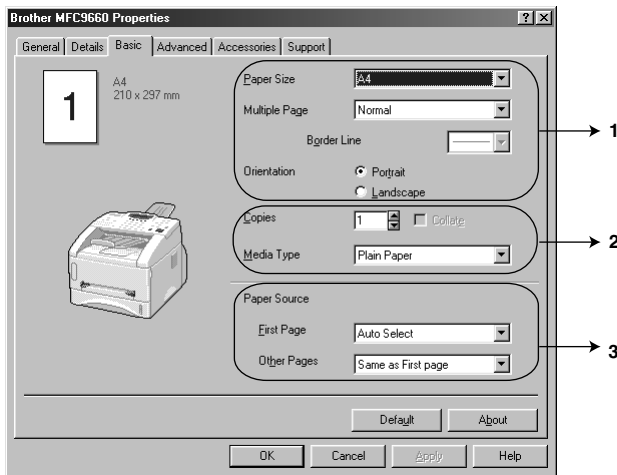 Brother MFC9660 Properties
General Details Basic Advanced Accessories Support
1
A4
210 x 297 mm
Paper Size A4
Multiple Page Normal
Border Line
Orientation Portrait
Landscape
1
Copies 1 Collate
Media Type Plain Paper
2
Paper Source
First Page Auto Select
Other Pages Same as First page
3
Default About
OK Cancel Apply Help